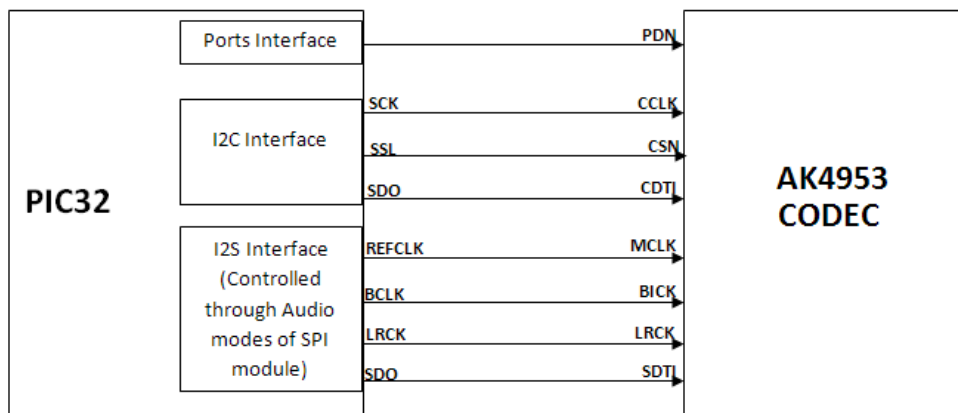 Ports Interface
PDN
SCK
CCLK
I2C Interface
SSL
CSN
SDO
CDTI
PIC32
AK4953
CODEC
I2S Interface
(Controlled
through Audio
modes of SPI
module)
REFCLK
MCLK
BCLK
BICK
LRCK
LRCK
SDO
SDTI